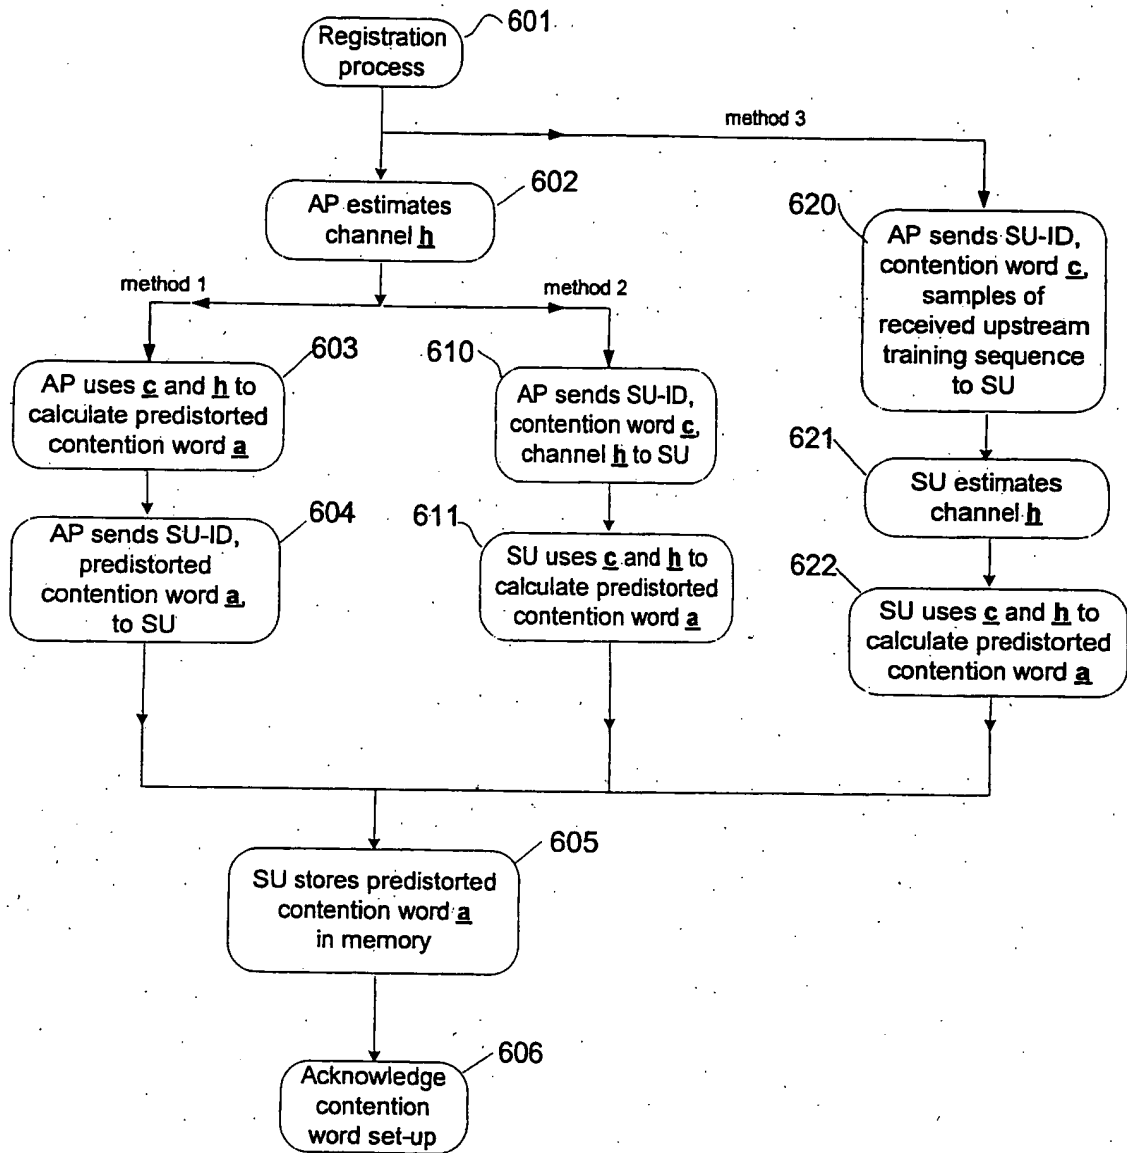 601
Registration
process
method 3
602
AP estimates
channel h
620
AP sends SU-ID,
contention word c,
samples of
received upstream
training sequence
to SU
method 1
method 2
603
AP uses c and h to
calculate predistorted
contention word a
610
AP sends SU-ID,
contention word c,
channel h to SU
621
SU estimates
channel h
604
AP sends SU-ID,
predistorted
contention word a,
to SU
611
SU uses c and h to
calculate predistorted
contention word a
622
SU uses c and h to
calculate predistorted
contention word a
605
SU stores predistorted
contention word a
in memory
606
Acknowledge
contention
word set-up